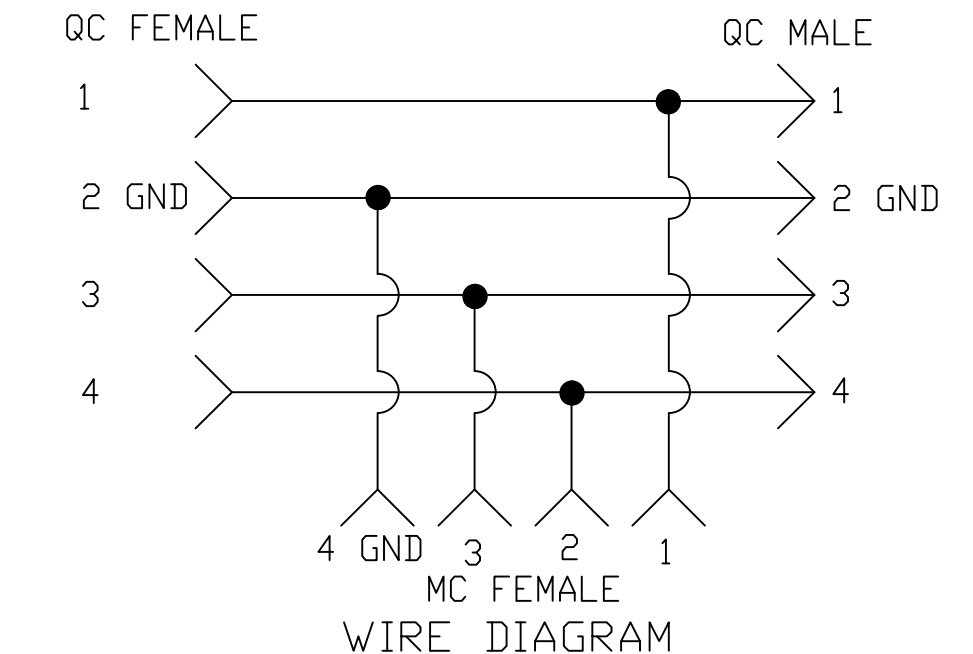 QC FEMALE
QC MALE
1
1
2 GND
2 GND
3
3
4
4
4 GND
3
2
1
MC FEMALE
WIRE DIAGRAM